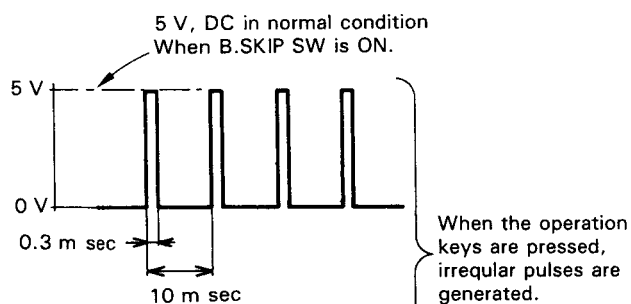 5 V, DC in normal condition
When B.SKIP SW is ON.
5 V
0 V
0.3 m sec
10 m sec
When the operation
keys are pressed,
irregular pulses are
generated.